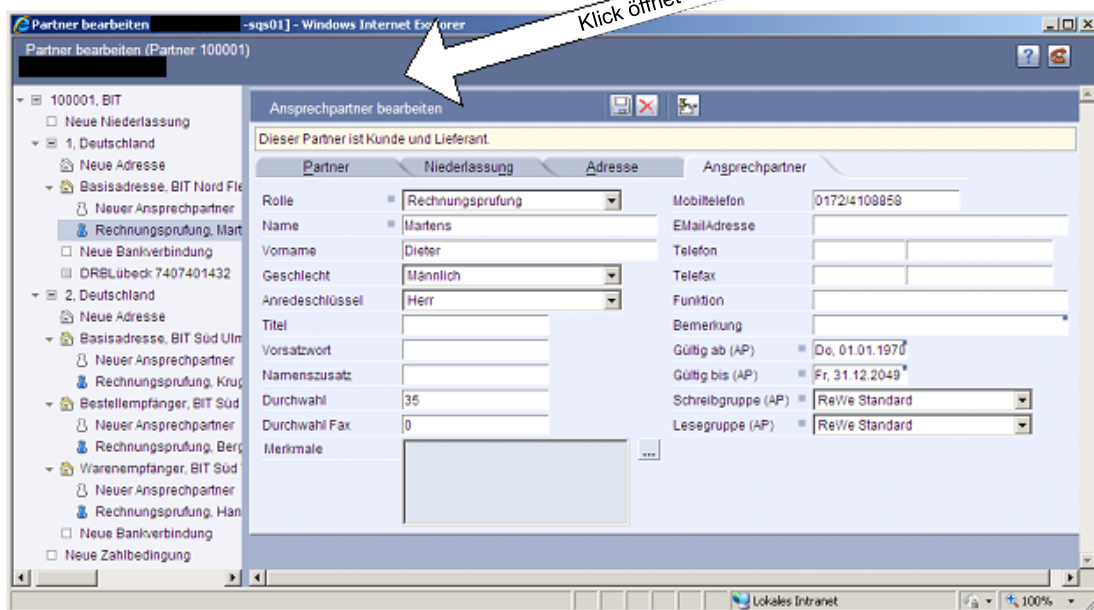 Klick öffnet
Partner bearbeiten -sqs01] - Windows Internet Explorer
Partner bearbeiten (Partner 100001)
100001, BIT
Neue Niederlassung
1, Deutschland
Neue Adresse
Basisadresse, BIT Nord Fle
Neuer Ansprechpartner
Rechnungsprufung, Mart
Neue Bankverbindung
DRBLübeck 7407401432
2, Deutschland
Neue Adresse
Basisadresse, BIT Süd Ulm
Neuer Ansprechpartner
Rechnungsprufung, Krug
Bestellempfänger, BIT Süd
Neuer Ansprechpartner
Rechnungsprufung, Berg
Warenempfänger, BIT Süd
Neuer Ansprechpartner
Rechnungsprufung, Han
Neue Bankverbindung
Neue Zahlbedingung
Ansprechpartner bearbeiten
Dieser Partner ist Kunde und Lieferant.
Partner Niederlassung Adresse Ansprechpartner
Rolle Rechnungsprufung
Name Martens
Vorname Dieter
Geschlecht Männlich
Anredeschlüssel Herr
Titel
Vorsatzwort
Namenszusatz
Durchwahl 35
Durchwahl Fax 0
Merkmale ...
Mobiltelefon 0172/4108858
EMailAdresse
Telefon
Telefax
Funktion
Bemerkung
Gültig ab (AP) Do, 01.01.1970
Gültig bis (AP) Fr, 31.12.2049
Schreibgruppe (AP) ReWe Standard
Lesegruppe (AP) ReWe Standard
Lokales Intranet 100%